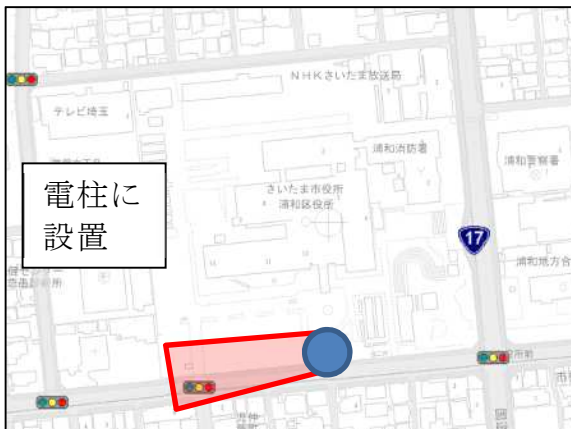 NHKさいたま放送局
テレビ埼玉
浦和消防署
浦和警察署
さいたま市役所
浦和区役所
電柱に
設置
17
浦和地方合